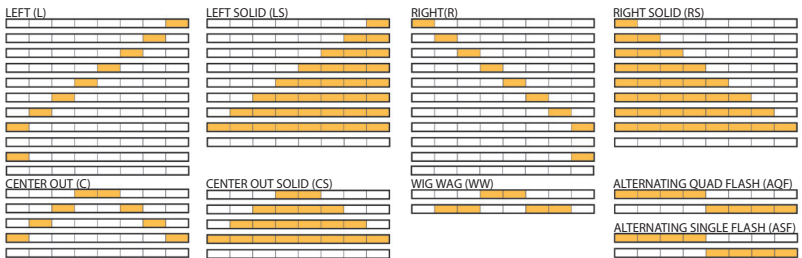 LEFT (L)
LEFT SOLID (LS)
RIGHT(R)
RIGHT SOLID (RS)
CENTER OUT (C)
CENTER OUT SOLID (CS)
WIG WAG (WW)
ALTERNATING QUAD FLASH (AQF)
ALTERNATING SINGLE FLASH (ASF)